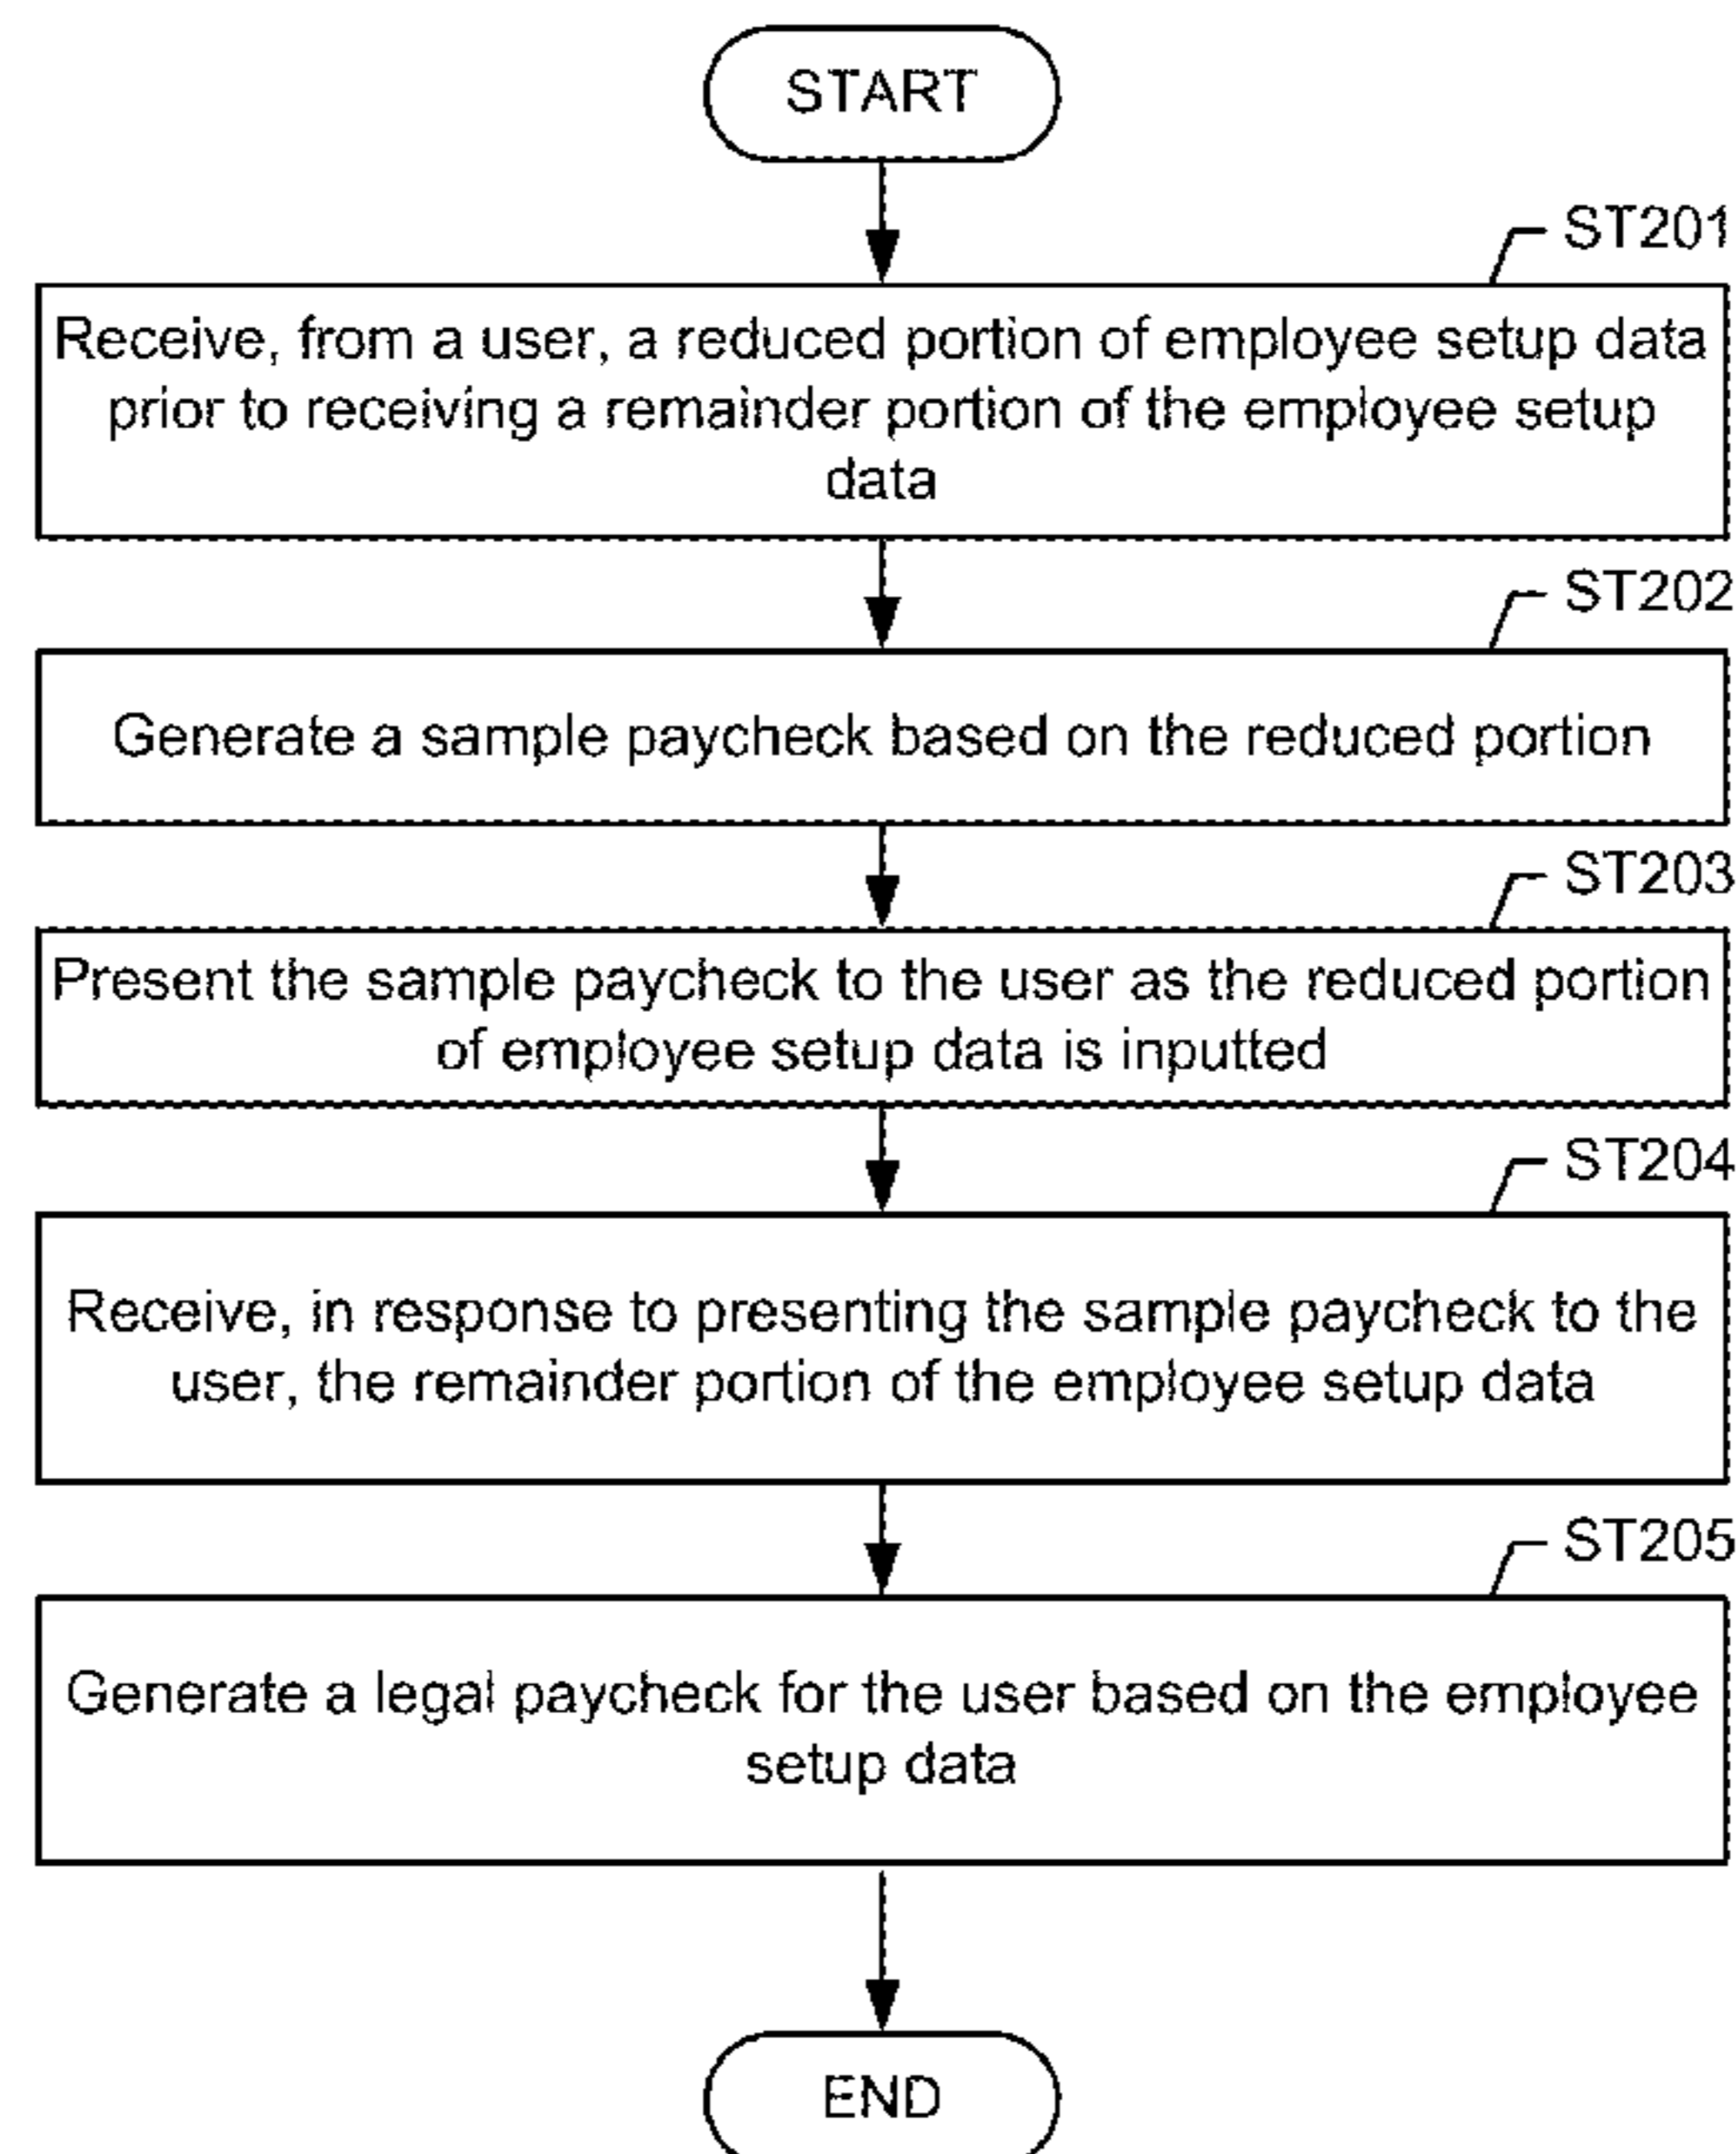 START
ST201
Receive, from a user, a reduced portion of employee setup data
prior to receiving a remainder portion of the employee setup
data
ST202
Generate a sample paycheck based on the reduced portion
ST203
Present the sample paycheck to the user as the reduced portion
of employee setup data is inputted
ST204
Receive, in response to presenting the sample paycheck to the
user, the remainder portion of the employee setup data
ST205
Generate a legal paycheck for the user based on the employee
setup data
END